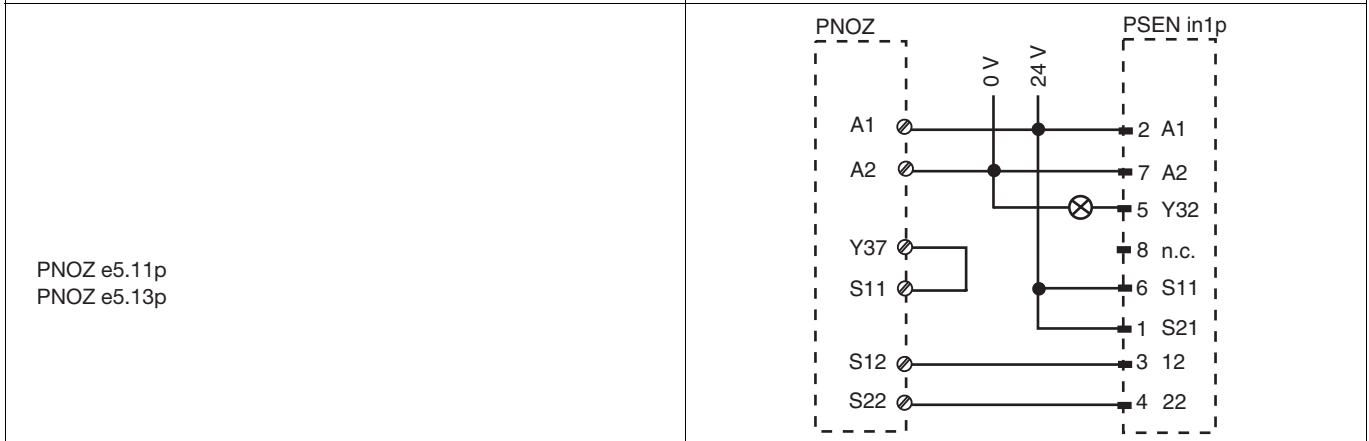 PNOZ e5.11p
PNOZ e5.13p
PNOZ
PSEN in1p
0 V
24 V
A1
2 A1
A2
7 A2
5 Y32
Y37
8 n.c.
S11
6 S11
1 S21
S12
3 12
S22
4 22